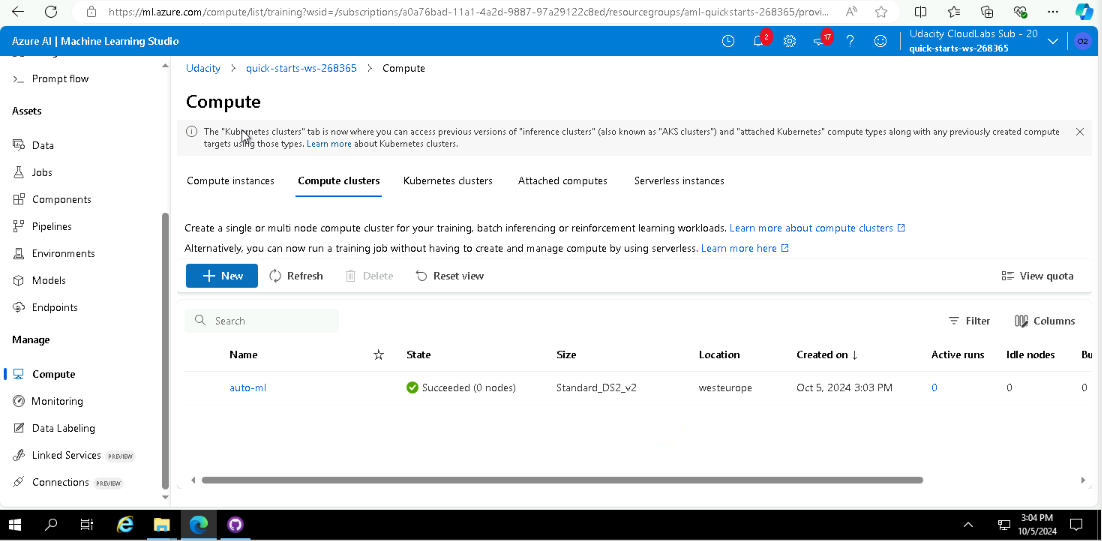 https://ml.azure.com/compute/list/training?wsid=/subscriptions/a0a76bad-11a1-4a2d-9887-97a29122c8ed/resourcegroups/aml-quickstarts-268365/provi...
Azure AI | Machine Learning Studio
2
17
Udacity CloudLabs Sub - 20
quick-starts-ws-268365
O2
Prompt flow
Assets
Data
Jobs
Components
Pipelines
Environments
Models
Endpoints
Manage
Compute
Monitoring
Data Labeling
Linked Services PREVIEW
Connections PREVIEW
Udacity > quick-starts-ws-268365 > Compute
Compute
The "Kubernetes clusters" tab is now where you can access previous versions of "inference clusters" (also known as "AKS clusters") and "attached Kubernetes" compute types along with any previously created compute
targets using those types. Learn more about Kubernetes clusters.
Compute instances Compute clusters Kubernetes clusters Attached computes Serverless instances
Create a single or multi node compute cluster for your training, batch inferencing or reinforcement learning workloads. Learn more about compute clusters
Alternatively, you can now run a training job without having to create and manage compute by using serverless. Learn more here
New Refresh Delete Reset view View quota
Search Filter Columns
Name State Size Location Created on ↓ Active runs Idle nodes Bu
auto-ml Succeeded (0 nodes) Standard_DS2_v2 westeurope Oct 5, 2024 3:03 PM 0 0 0
3:04 PM
10/5/2024